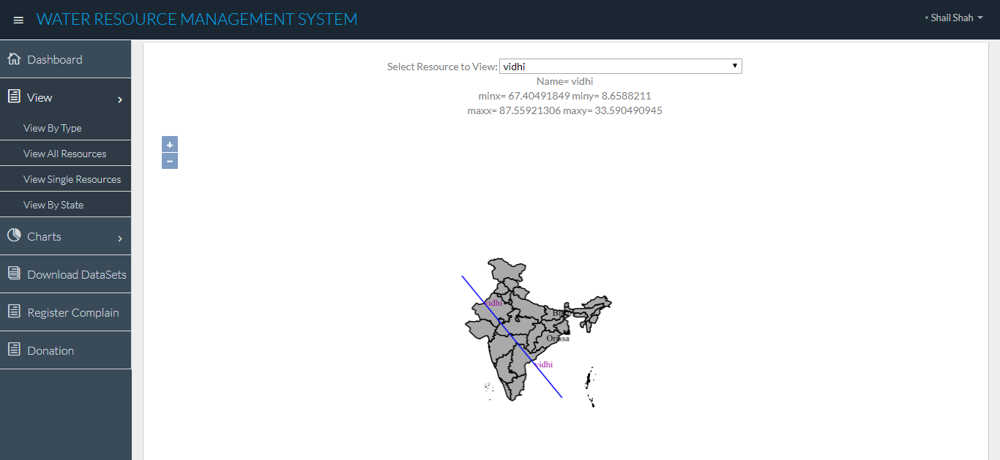 WATER RESOURCE MANAGEMENT SYSTEM
Shail Shah
Dashboard
View
View By Type
View All Resources
View Single Resources
View By State
Charts
Download DataSets
Register Complain
Donation
Select Resource to View: vidhi
Name= vidhi
minx= 67.40491849 miny= 8.6588211
maxx= 87.55921306 maxy= 33.590490945
+
−
vidhi
Orissa
vidhi